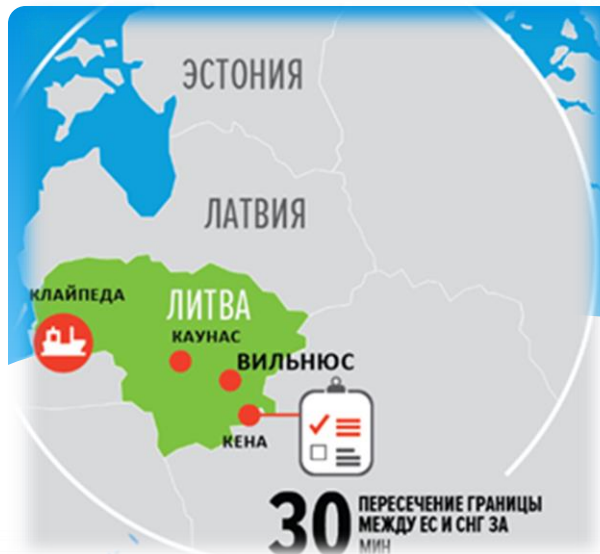 ЭСТОНИЯ
ЛАТВИЯ
КЛАЙПЕДА
ЛИТВА
КАУНАС
ВИЛЬНЮС
КЕНА
30 ПЕРЕСЕЧЕНИЕ ГРАНИЦЫ
МЕЖДУ ЕС И СНГ ЗА
МИН